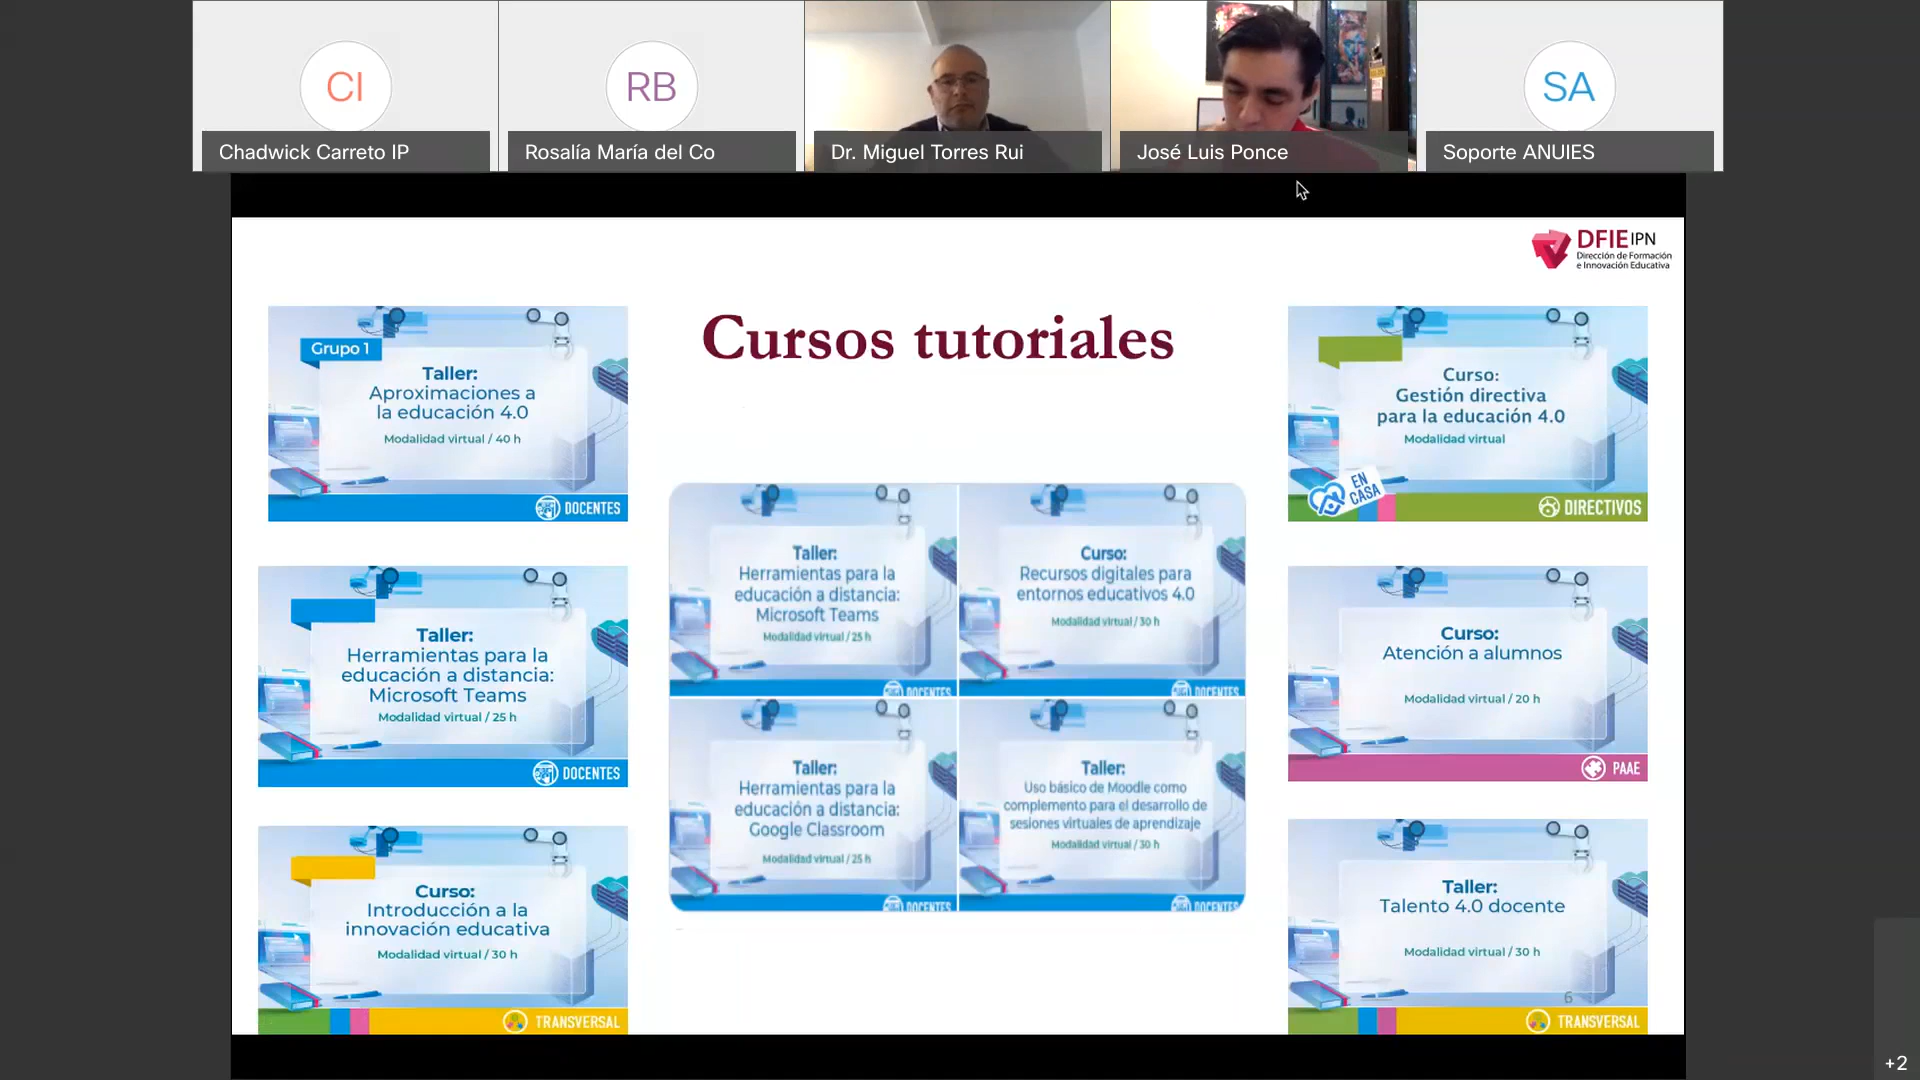 CI
Chadwick Carreto IP
RB
Rosalía María del Co
Dr. Miguel Torres Rui
José Luis Ponce
SA
Soporte ANUIES
DFIE IPN
Dirección de Formación
e Innovación Educativa
Cursos tutoriales
Grupo 1
Taller:
Aproximaciones a
la educación 4.0
Modalidad virtual / 40 h
DOCENTES
Taller:
Herramientas para la
educación a distancia:
Microsoft Teams
Modalidad virtual / 25 h
DOCENTES
Curso:
Introducción a la
innovación educativa
Modalidad virtual / 30 h
TRANSVERSAL
Taller:
Herramientas para la
educación a distancia:
Microsoft Teams
Modalidad virtual / 25 h
DOCENTES
Curso:
Recursos digitales para
entornos educativos 4.0
Modalidad virtual / 30 h
DOCENTES
Taller:
Herramientas para la
educación a distancia:
Google Classroom
Modalidad virtual / 25 h
DOCENTES
Taller:
Uso básico de Moodle como
complemento para el desarrollo de
sesiones virtuales de aprendizaje
Modalidad virtual / 30 h
DOCENTES
Curso:
Gestión directiva
para la educación 4.0
Modalidad virtual
EN
CASA
DIRECTIVOS
Curso:
Atención a alumnos
Modalidad virtual / 20 h
PAAE
Taller:
Talento 4.0 docente
Modalidad virtual / 30 h
6
TRANSVERSAL
+2